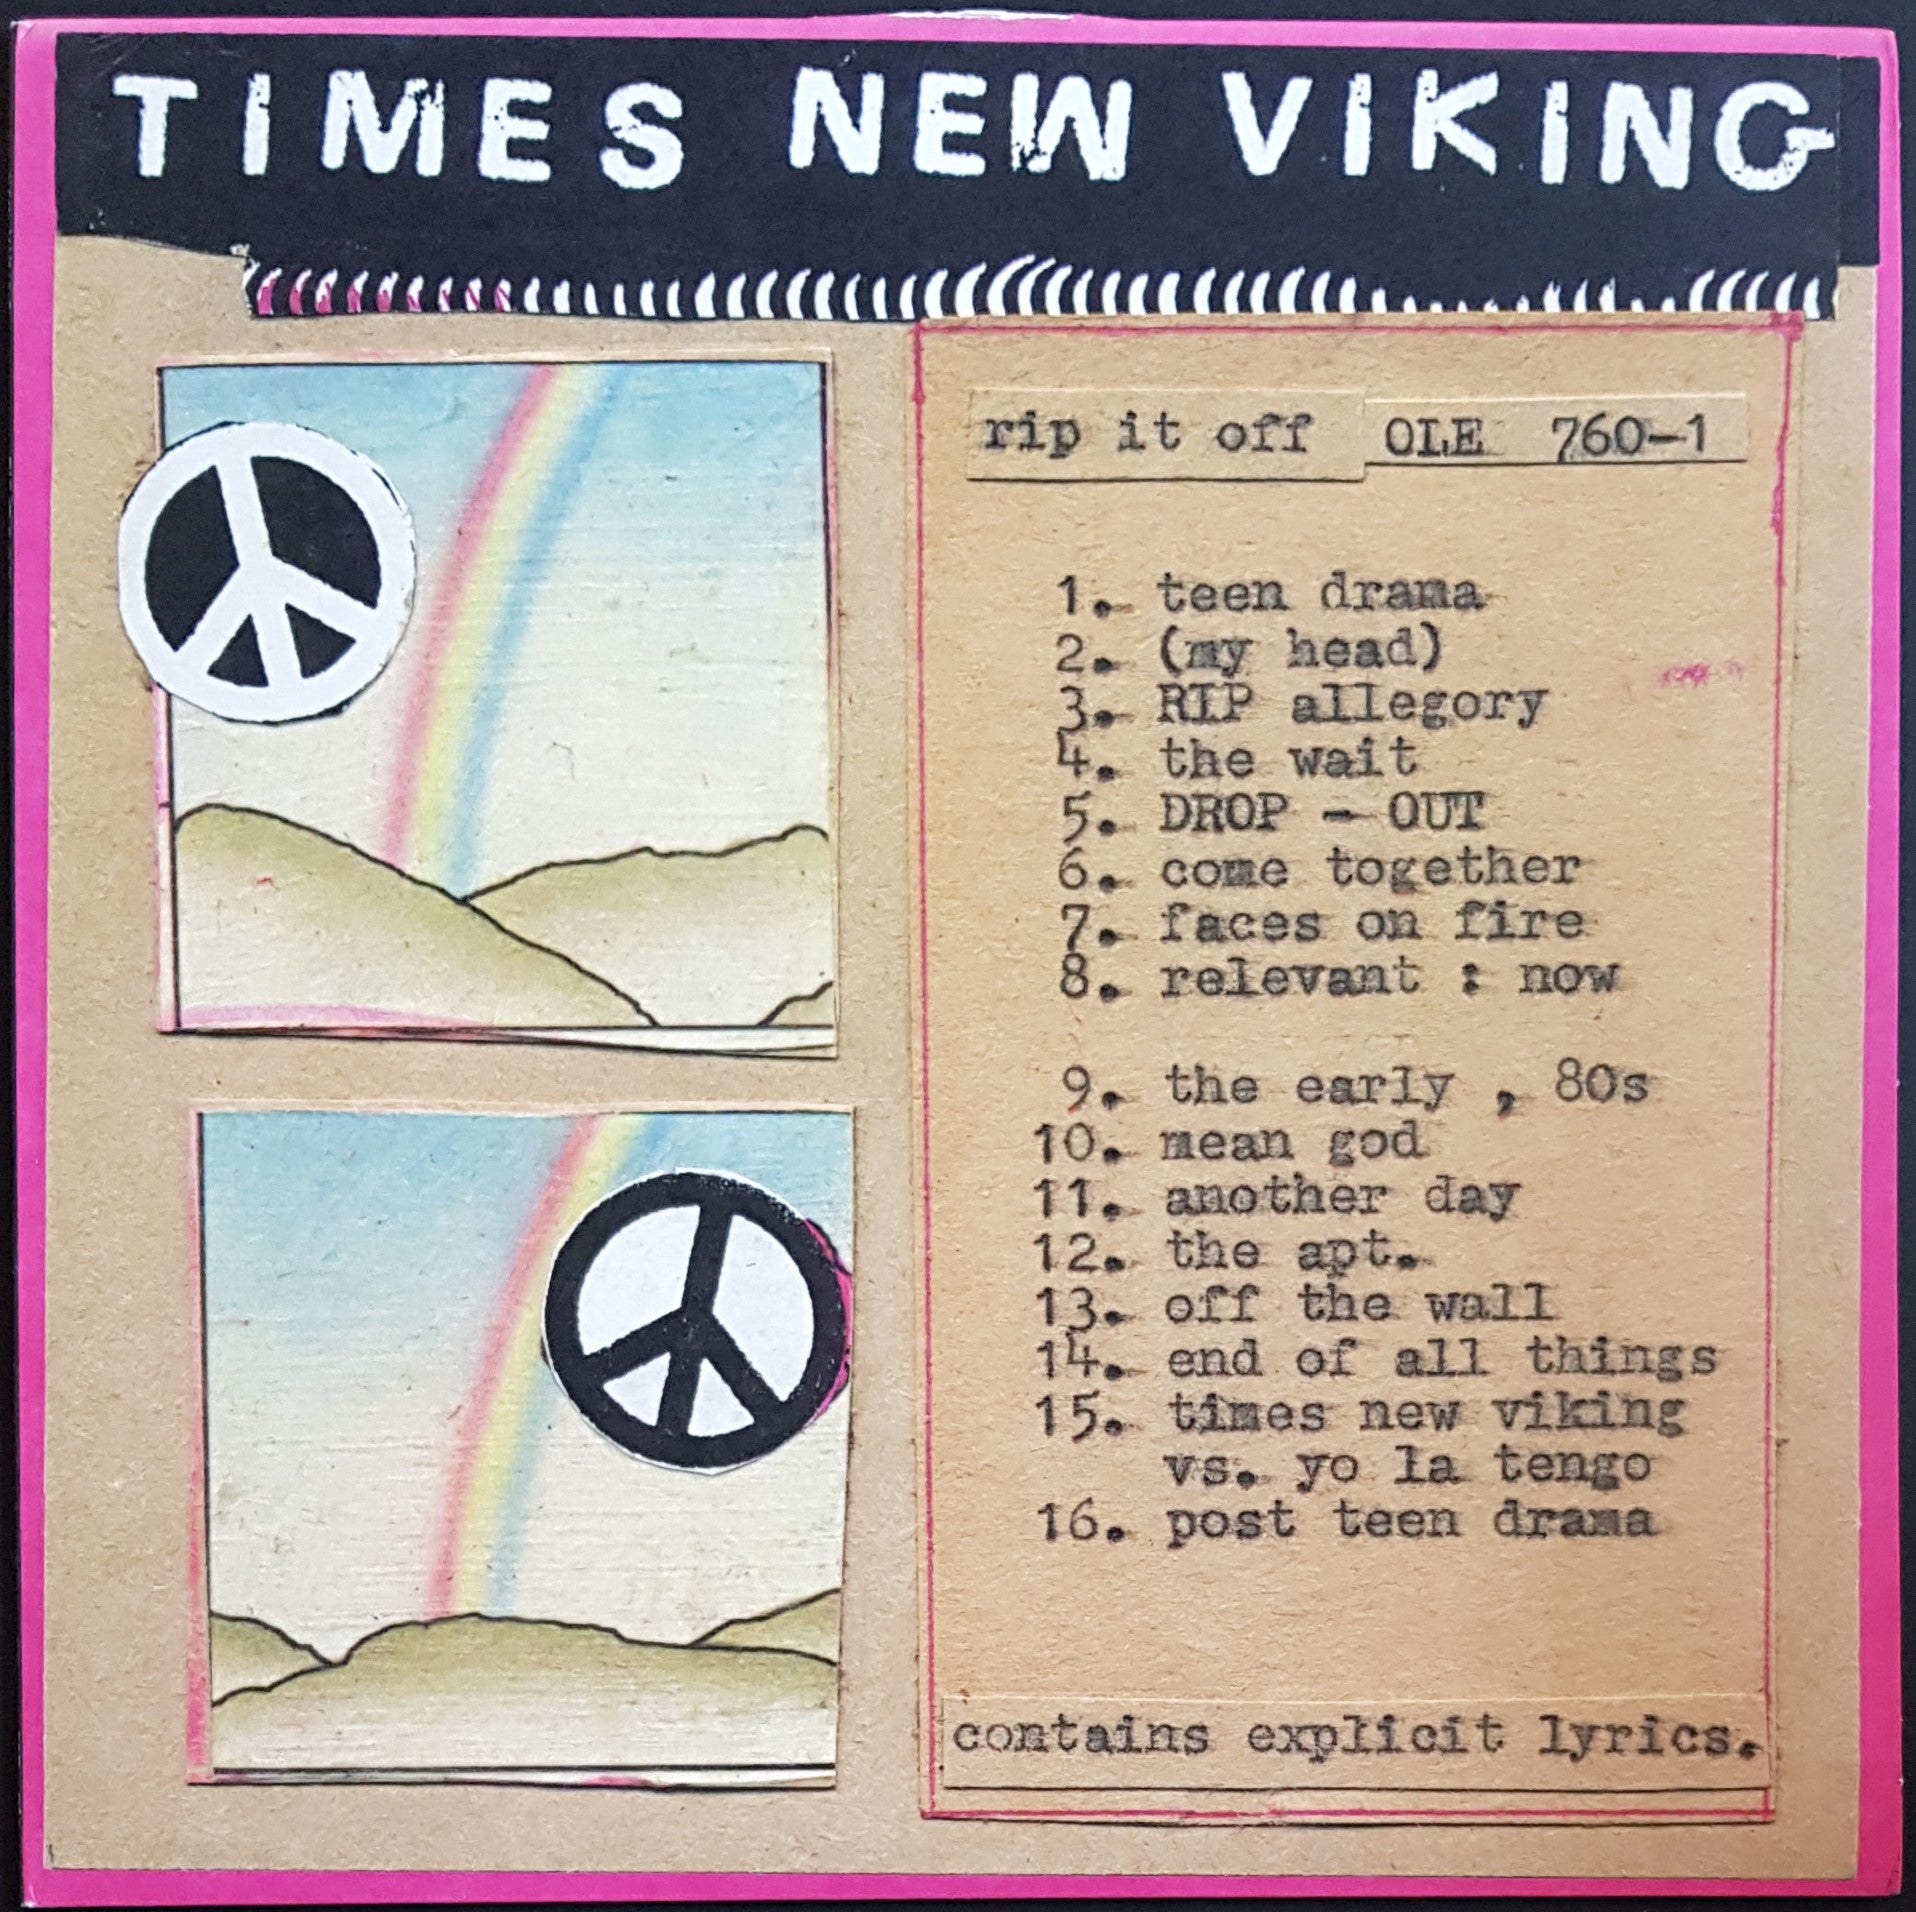 TIMES NEW VIKING
rip it off OLE 760-1
1. teen drama
2. (my head)
3. RIP allegory
4. the wait
5. DROP - OUT
6. come together
7. faces on fire
8. relevant : now
9. the early , 80s
10. mean god
11. another day
12. the apt.
13. off the wall
14. end of all things
15. times new viking
vs. yo la tengo
16. post teen drama
contains explicit lyrics.